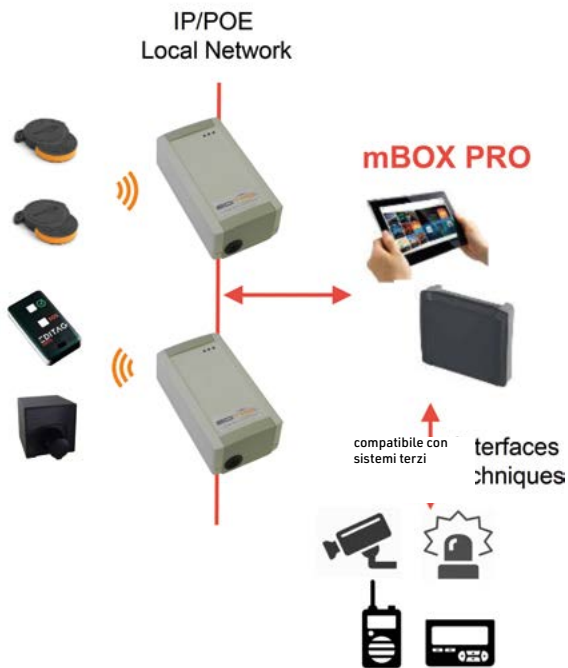 IP/POE
Local Network
mBOX PRO
EDITAG
compatibile con
sistemi terzi
terfaces
chniques